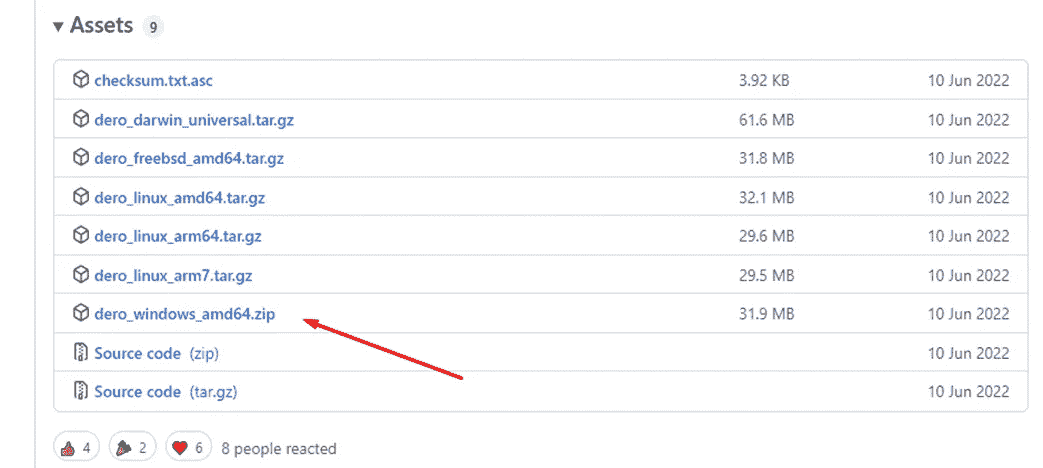 Assets 9
checksum.txt.asc 3.92 KB 10 Jun 2022
dero_darwin_universal.tar.gz 61.6 MB 10 Jun 2022
dero_freebsd_amd64.tar.gz 31.8 MB 10 Jun 2022
dero_linux_amd64.tar.gz 32.1 MB 10 Jun 2022
dero_linux_arm64.tar.gz 29.6 MB 10 Jun 2022
dero_linux_arm7.tar.gz 29.5 MB 10 Jun 2022
dero_windows_amd64.zip 31.9 MB 10 Jun 2022
Source code (zip) 10 Jun 2022
Source code (tar.gz) 10 Jun 2022
4 2 6 8 people reacted